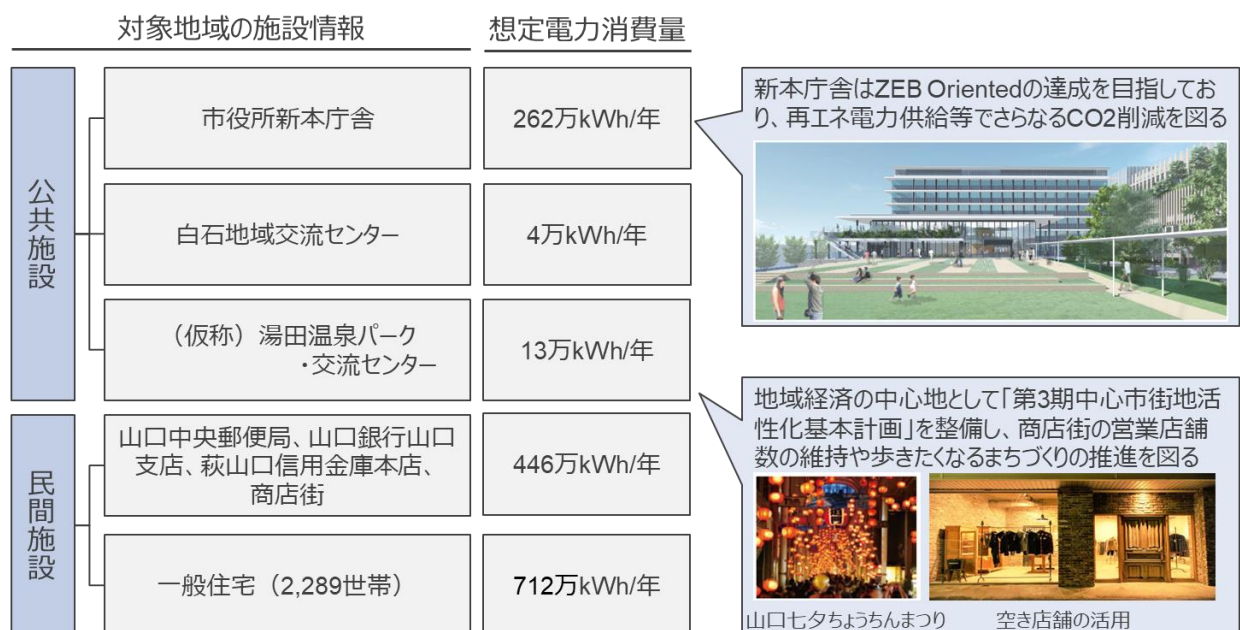 対象地域の施設情報
想定電力消費量
公共施設
市役所新本庁舎
262万kWh/年
白石地域交流センター
4万kWh/年
（仮称）湯田温泉パーク
・交流センター
13万kWh/年
民間施設
山口中央郵便局、山口銀行山口
支店、萩山口信用金庫本店、
商店街
446万kWh/年
一般住宅（2,289世帯）
712万kWh/年
新本庁舎はZEB Orientedの達成を目指してお
り、再エネ電力供給等でさらなるCO2削減を図る
地域経済の中心地として「第3期中心市街地活
性化基本計画」を整備し、商店街の営業店舗
数の維持や歩きたくなるまちづくりの推進を図る
山口七夕ちょうちんまつり
空き店舗の活用